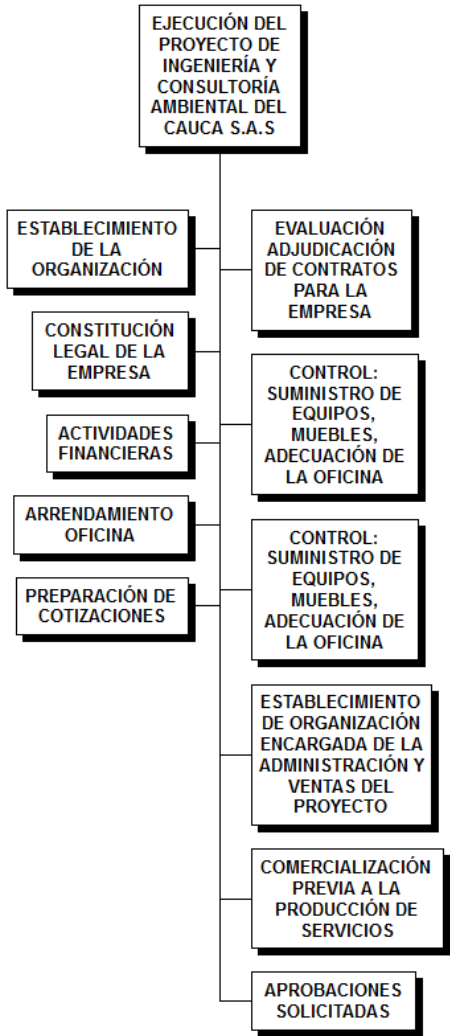 EJECUCIÓN DEL
PROYECTO DE
INGENIERÍA Y
CONSULTORÍA
AMBIENTAL DEL
CAUCA S.A.S
ESTABLECIMIENTO
DE LA
ORGANIZACIÓN
CONSTITUCIÓN
LEGAL DE LA
EMPRESA
ACTIVIDADES
FINANCIERAS
ARRENDAMIENTO
OFICINA
PREPARACIÓN DE
COTIZACIONES
EVALUACIÓN
ADJUDICACIÓN
DE CONTRATOS
PARA LA
EMPRESA
CONTROL:
SUMINISTRO DE
EQUIPOS,
MUEBLES,
ADECUACIÓN DE
LA OFICINA
CONTROL:
SUMINISTRO DE
EQUIPOS,
MUEBLES,
ADECUACIÓN DE
LA OFICINA
ESTABLECIMIENTO
DE ORGANIZACIÓN
ENCARGADA DE LA
ADMINISTRACIÓN Y
VENTAS DEL
PROYECTO
COMERCIALIZACIÓN
PREVIA A LA
PRODUCCIÓN DE
SERVICIOS
APROBACIONES
SOLICITADAS